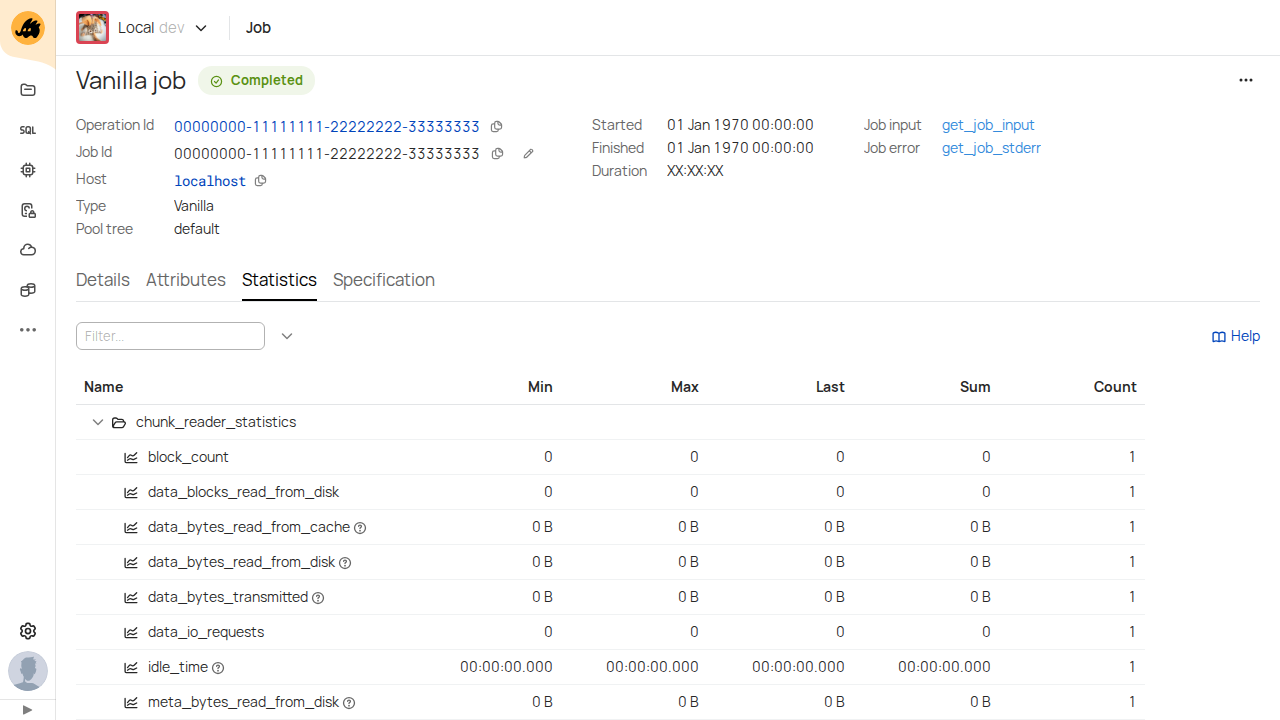 Local dev Job
Vanilla job Completed
Operation Id 00000000-11111111-22222222-33333333
Job Id 00000000-11111111-22222222-33333333
Host localhost
Type Vanilla
Pool tree default
Started 01 Jan 1970 00:00:00
Finished 01 Jan 1970 00:00:00
Duration XX:XX:XX
Job input get_job_input
Job error get_job_stderr
SQL
Details Attributes Statistics Specification
Filter... Help
Name Min Max Last Sum Count
chunk_reader_statistics
block_count 0 0 0 0 1
data_blocks_read_from_disk 0 0 0 0 1
data_bytes_read_from_cache 0 B 0 B 0 B 0 B 1
data_bytes_read_from_disk 0 B 0 B 0 B 0 B 1
data_bytes_transmitted 0 B 0 B 0 B 0 B 1
data_io_requests 0 0 0 0 1
idle_time 00:00:00.000 00:00:00.000 00:00:00.000 00:00:00.000 1
meta_bytes_read_from_disk 0 B 0 B 0 B 0 B 1